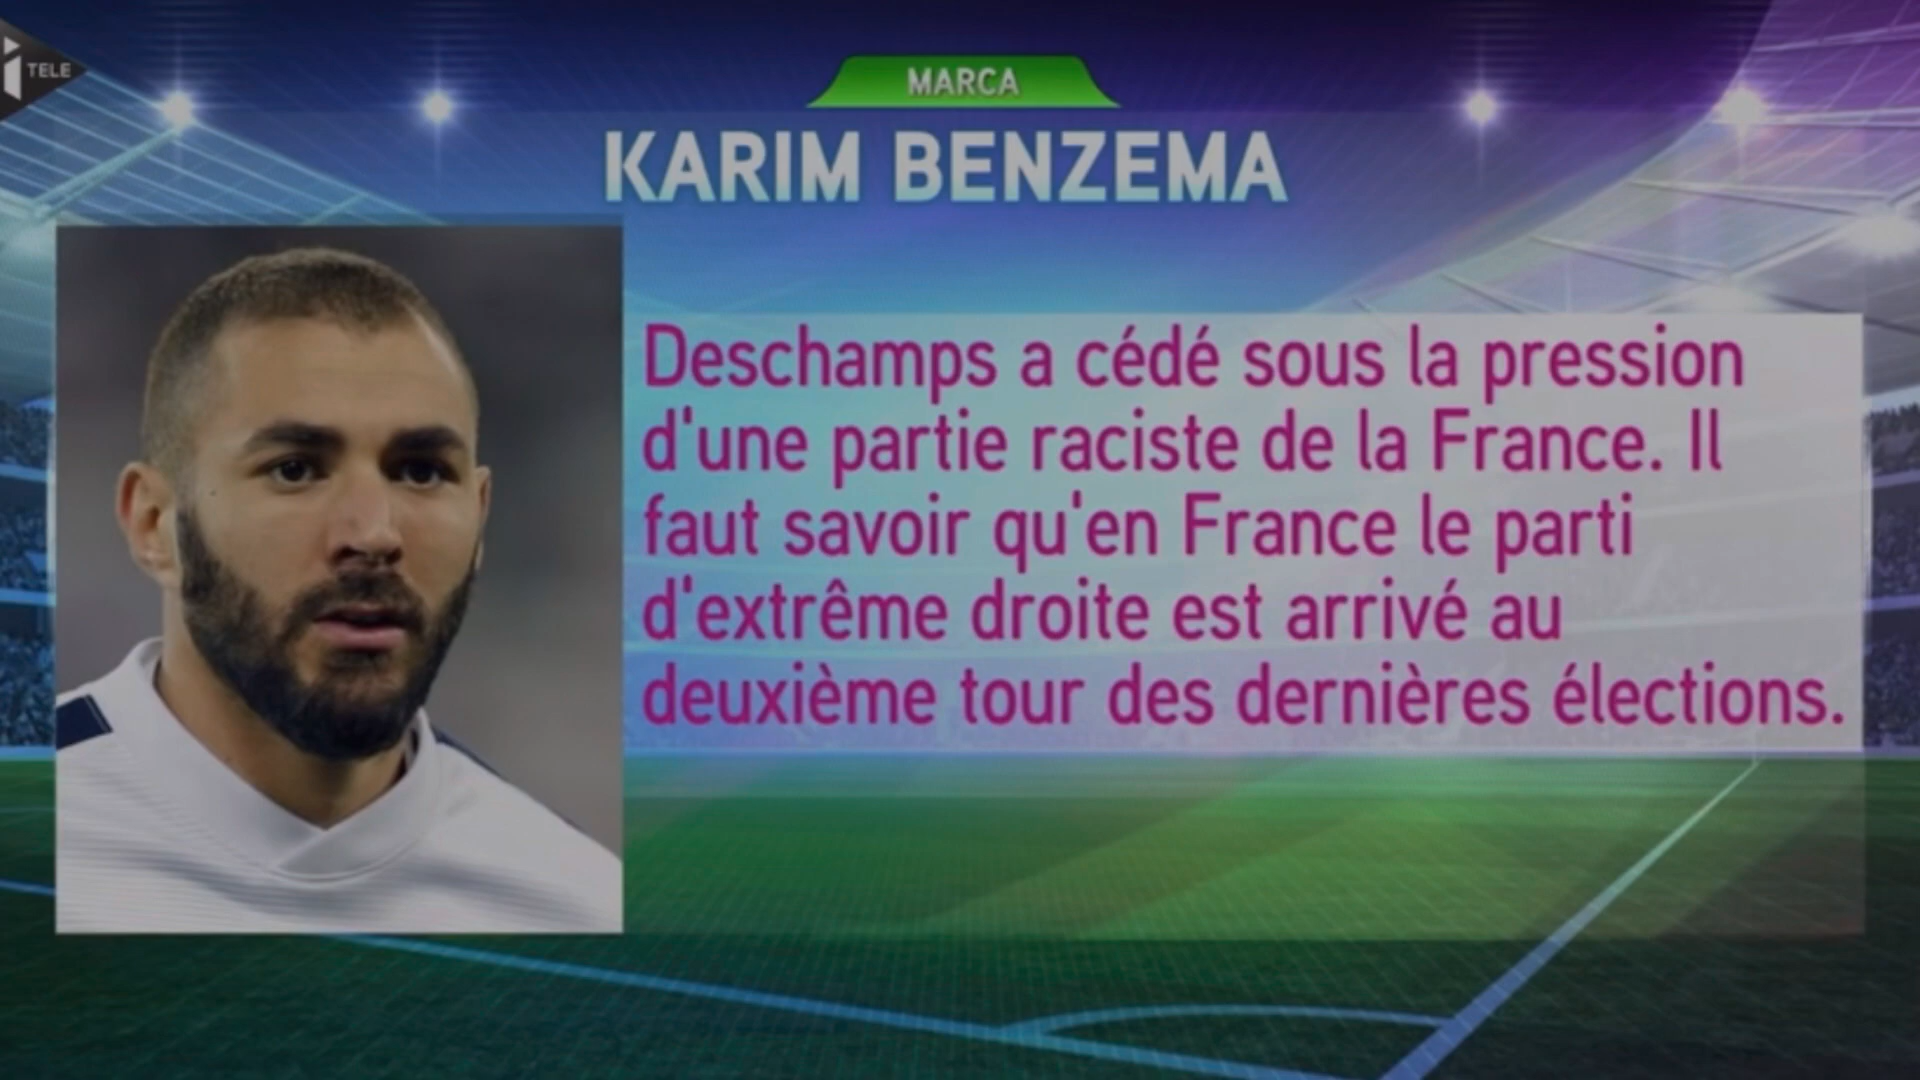 TELE
MARCA
KARIM BENZEMA
Deschamps a cédé sous la pression
d'une partie raciste de la France. Il
faut savoir qu'en France le parti
d'extrême droite est arrivé au
deuxième tour des dernières élections.